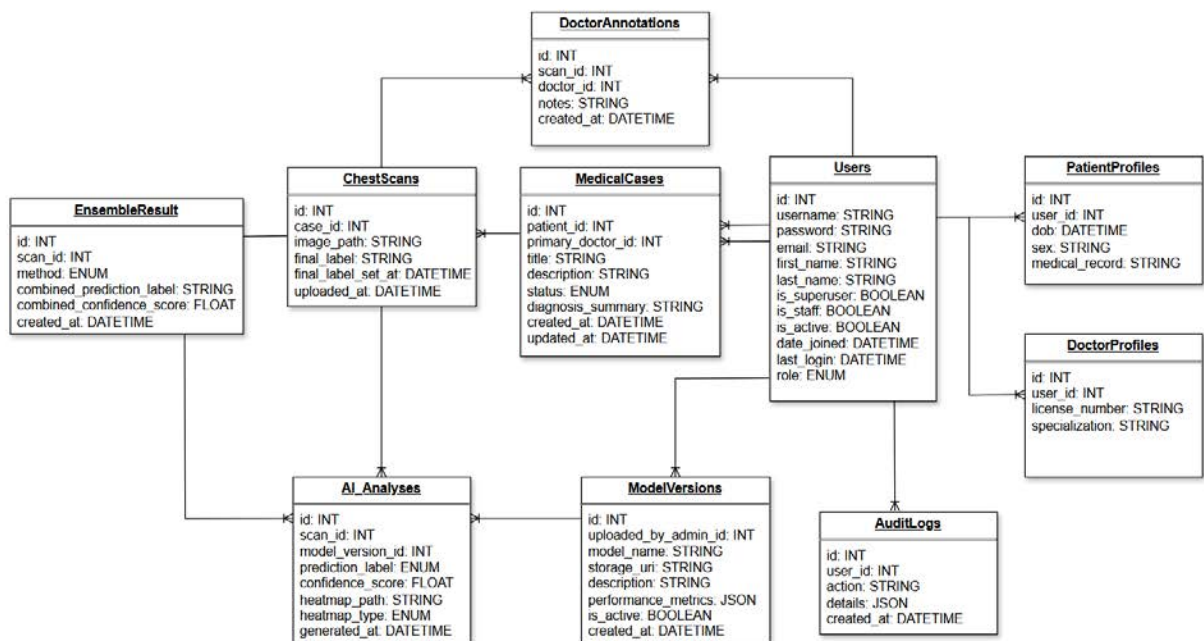 DoctorAnnotations
id: INT
scan_id: INT
doctor_id: INT
notes: STRING
created_at: DATETIME
EnsembleResult
id: INT
scan_id: INT
method: ENUM
combined_prediction_label: STRING
combined_confidence_score: FLOAT
created_at: DATETIME
ChestScans
id: INT
case_id: INT
image_path: STRING
final_label: STRING
final_label_set_at: DATETIME
uploaded_at: DATETIME
MedicalCases
id: INT
patient_id: INT
primary_doctor_id: INT
title: STRING
description: STRING
status: ENUM
diagnosis_summary: STRING
created_at: DATETIME
updated_at: DATETIME
Users
id: INT
username: STRING
password: STRING
email: STRING
first_name: STRING
last_name: STRING
is_superuser: BOOLEAN
is_staff: BOOLEAN
is_active: BOOLEAN
date_joined: DATETIME
last_login: DATETIME
role: ENUM
PatientProfiles
id: INT
user_id: INT
dob: DATETIME
sex: STRING
medical_record: STRING
DoctorProfiles
id: INT
user_id: INT
license_number: STRING
specialization: STRING
AI_Analyses
id: INT
scan_id: INT
model_version_id: INT
prediction_label: ENUM
confidence_score: FLOAT
heatmap_path: STRING
heatmap_type: ENUM
generated_at: DATETIME
ModelVersions
id: INT
uploaded_by_admin_id: INT
model_name: STRING
storage_uri: STRING
description: STRING
performance_metrics: JSON
is_active: BOOLEAN
created_at: DATETIME
AuditLogs
id: INT
user_id: INT
action: STRING
details: JSON
created_at: DATETIME